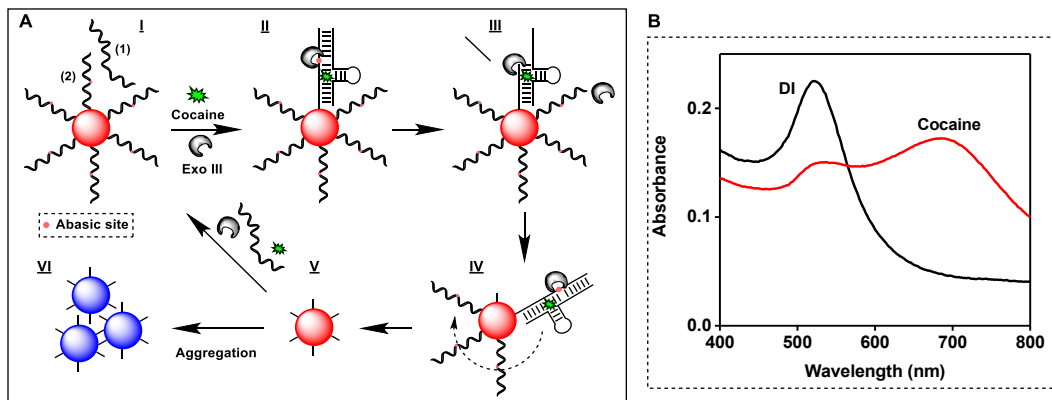 A
I
(1)
(2)
II
III
Cocaine
Exo III
Abasic site
VI
V
IV
Aggregation
B
DI
Cocaine
Absorbance
0.2
0.1
0.0
400 500 600 700 800
Wavelength (nm)